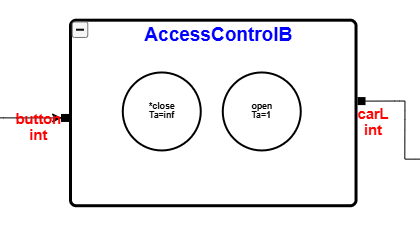 AccessControlB
*close
Ta=inf
open
Ta=1
button
int
carL
int